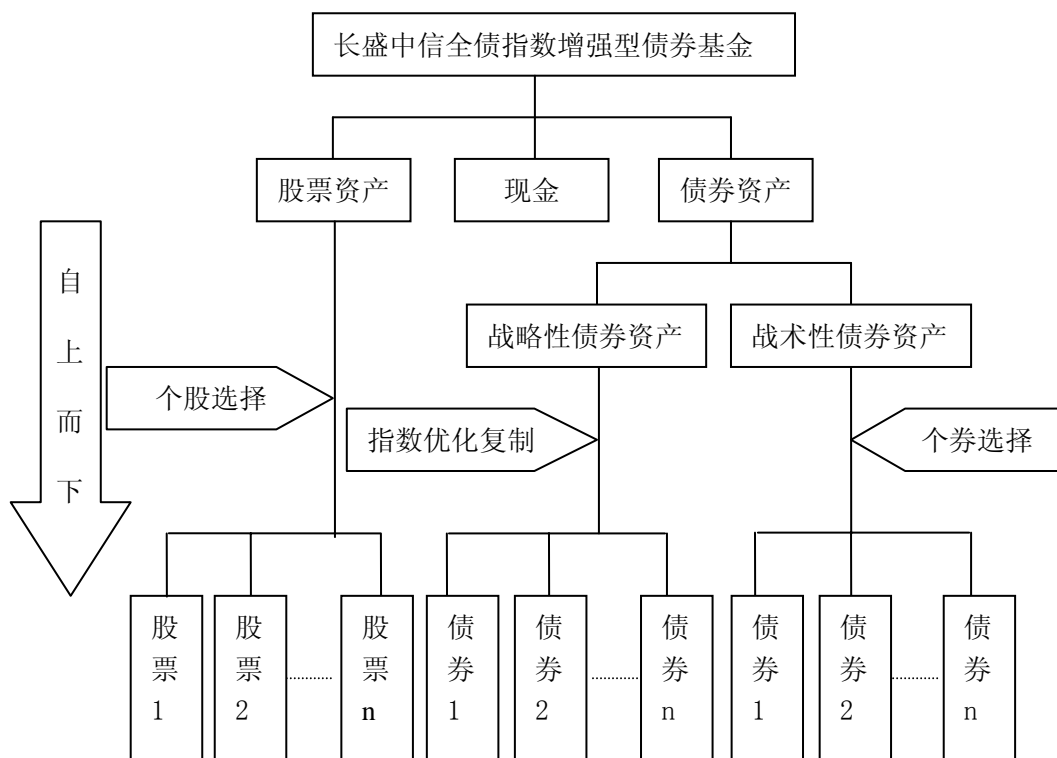 长盛中信全债指数增强型债券基金
股票资产
现金
债券资产
自上而下
战略性债券资产
战术性债券资产
个股选择
指数优化复制
个券选择
股票1
股票2
股票n
债券1
债券2
债券n
债券1
债券2
债券n